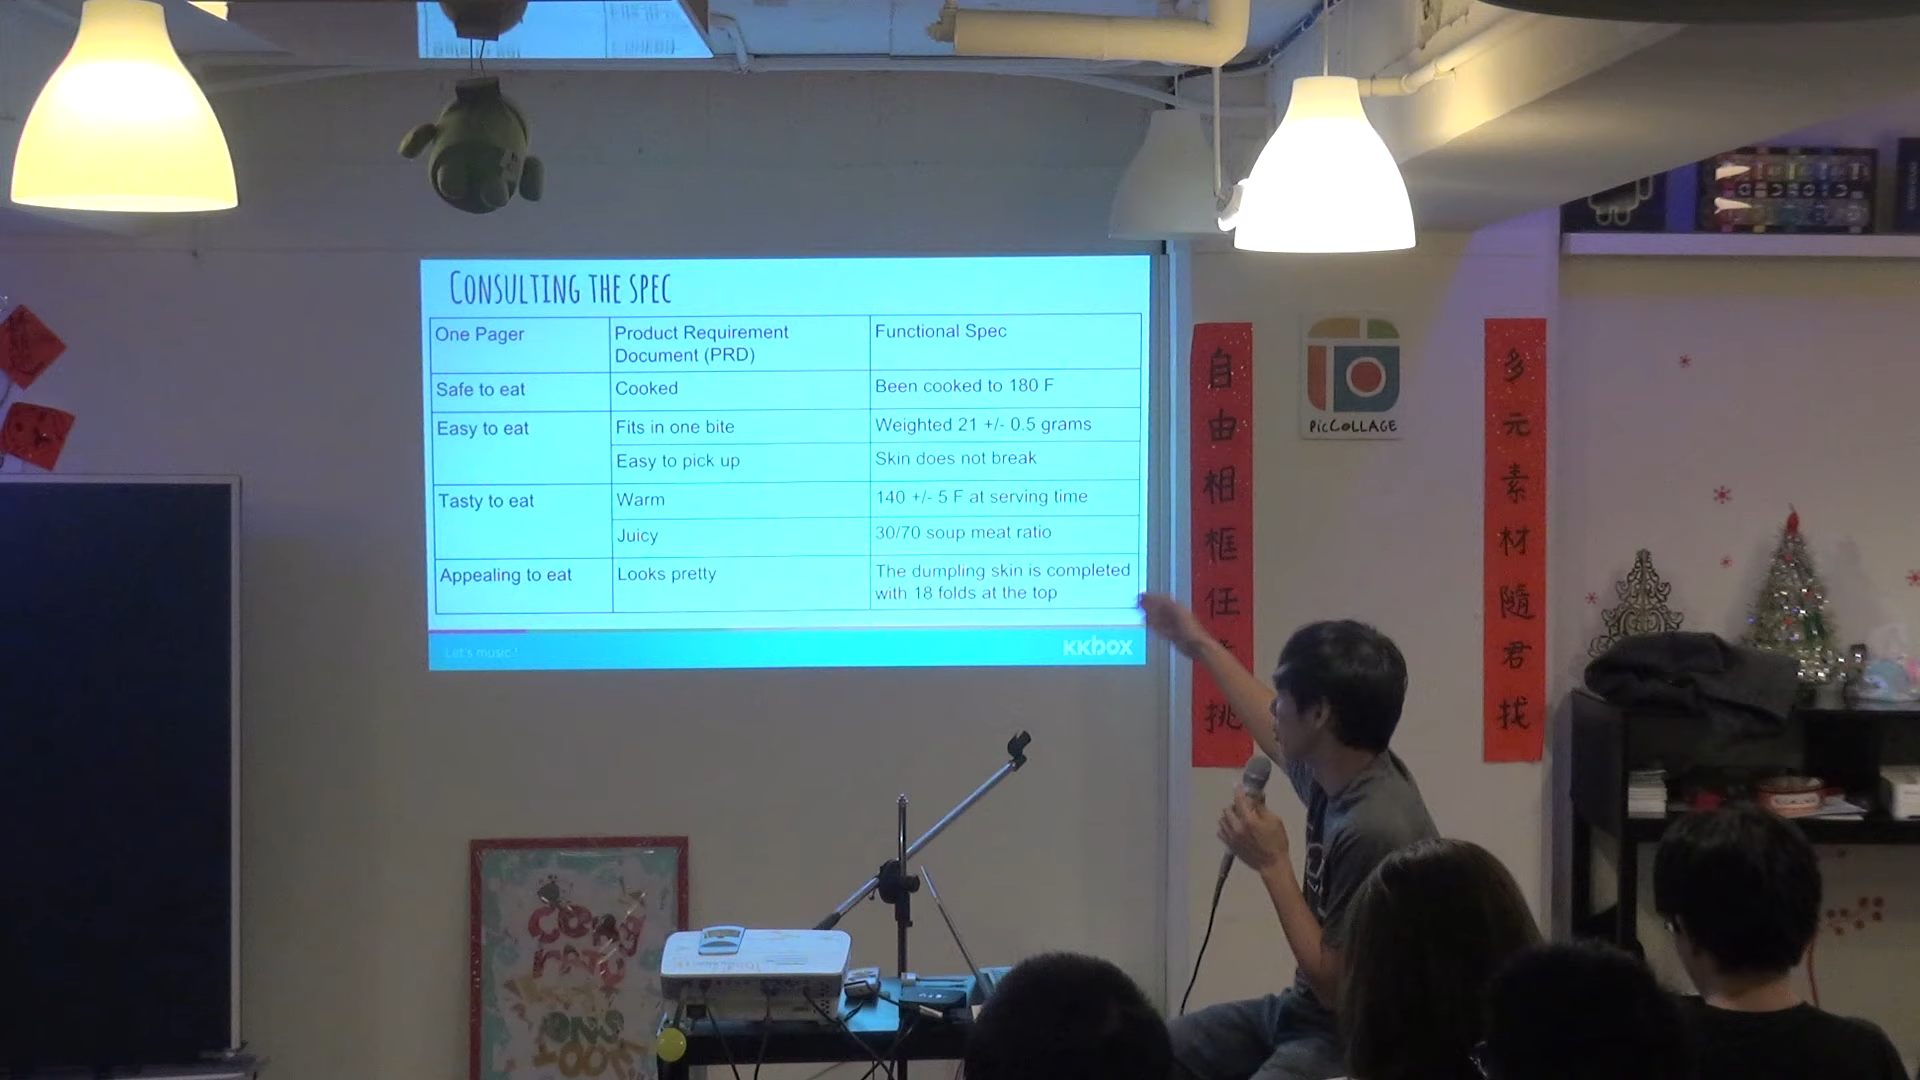 CONSULTING THE SPEC
One Pager
Product Requirement
Document (PRD)
Functional Spec
Safe to eat
Cooked
Been cooked to 180 F
Easy to eat
Fits in one bite
Weighted 21 +/- 0.5 grams
Easy to pick up
Skin does not break
Tasty to eat
Warm
140 +/- 5 F at serving time
Juicy
30/70 soup meat ratio
Appealing to eat
Looks pretty
The dumpling skin is completed
with 18 folds at the top
Let's music !
KKBOX
自由相框任
挑
PicCOLLAGE
多元素材隨君找